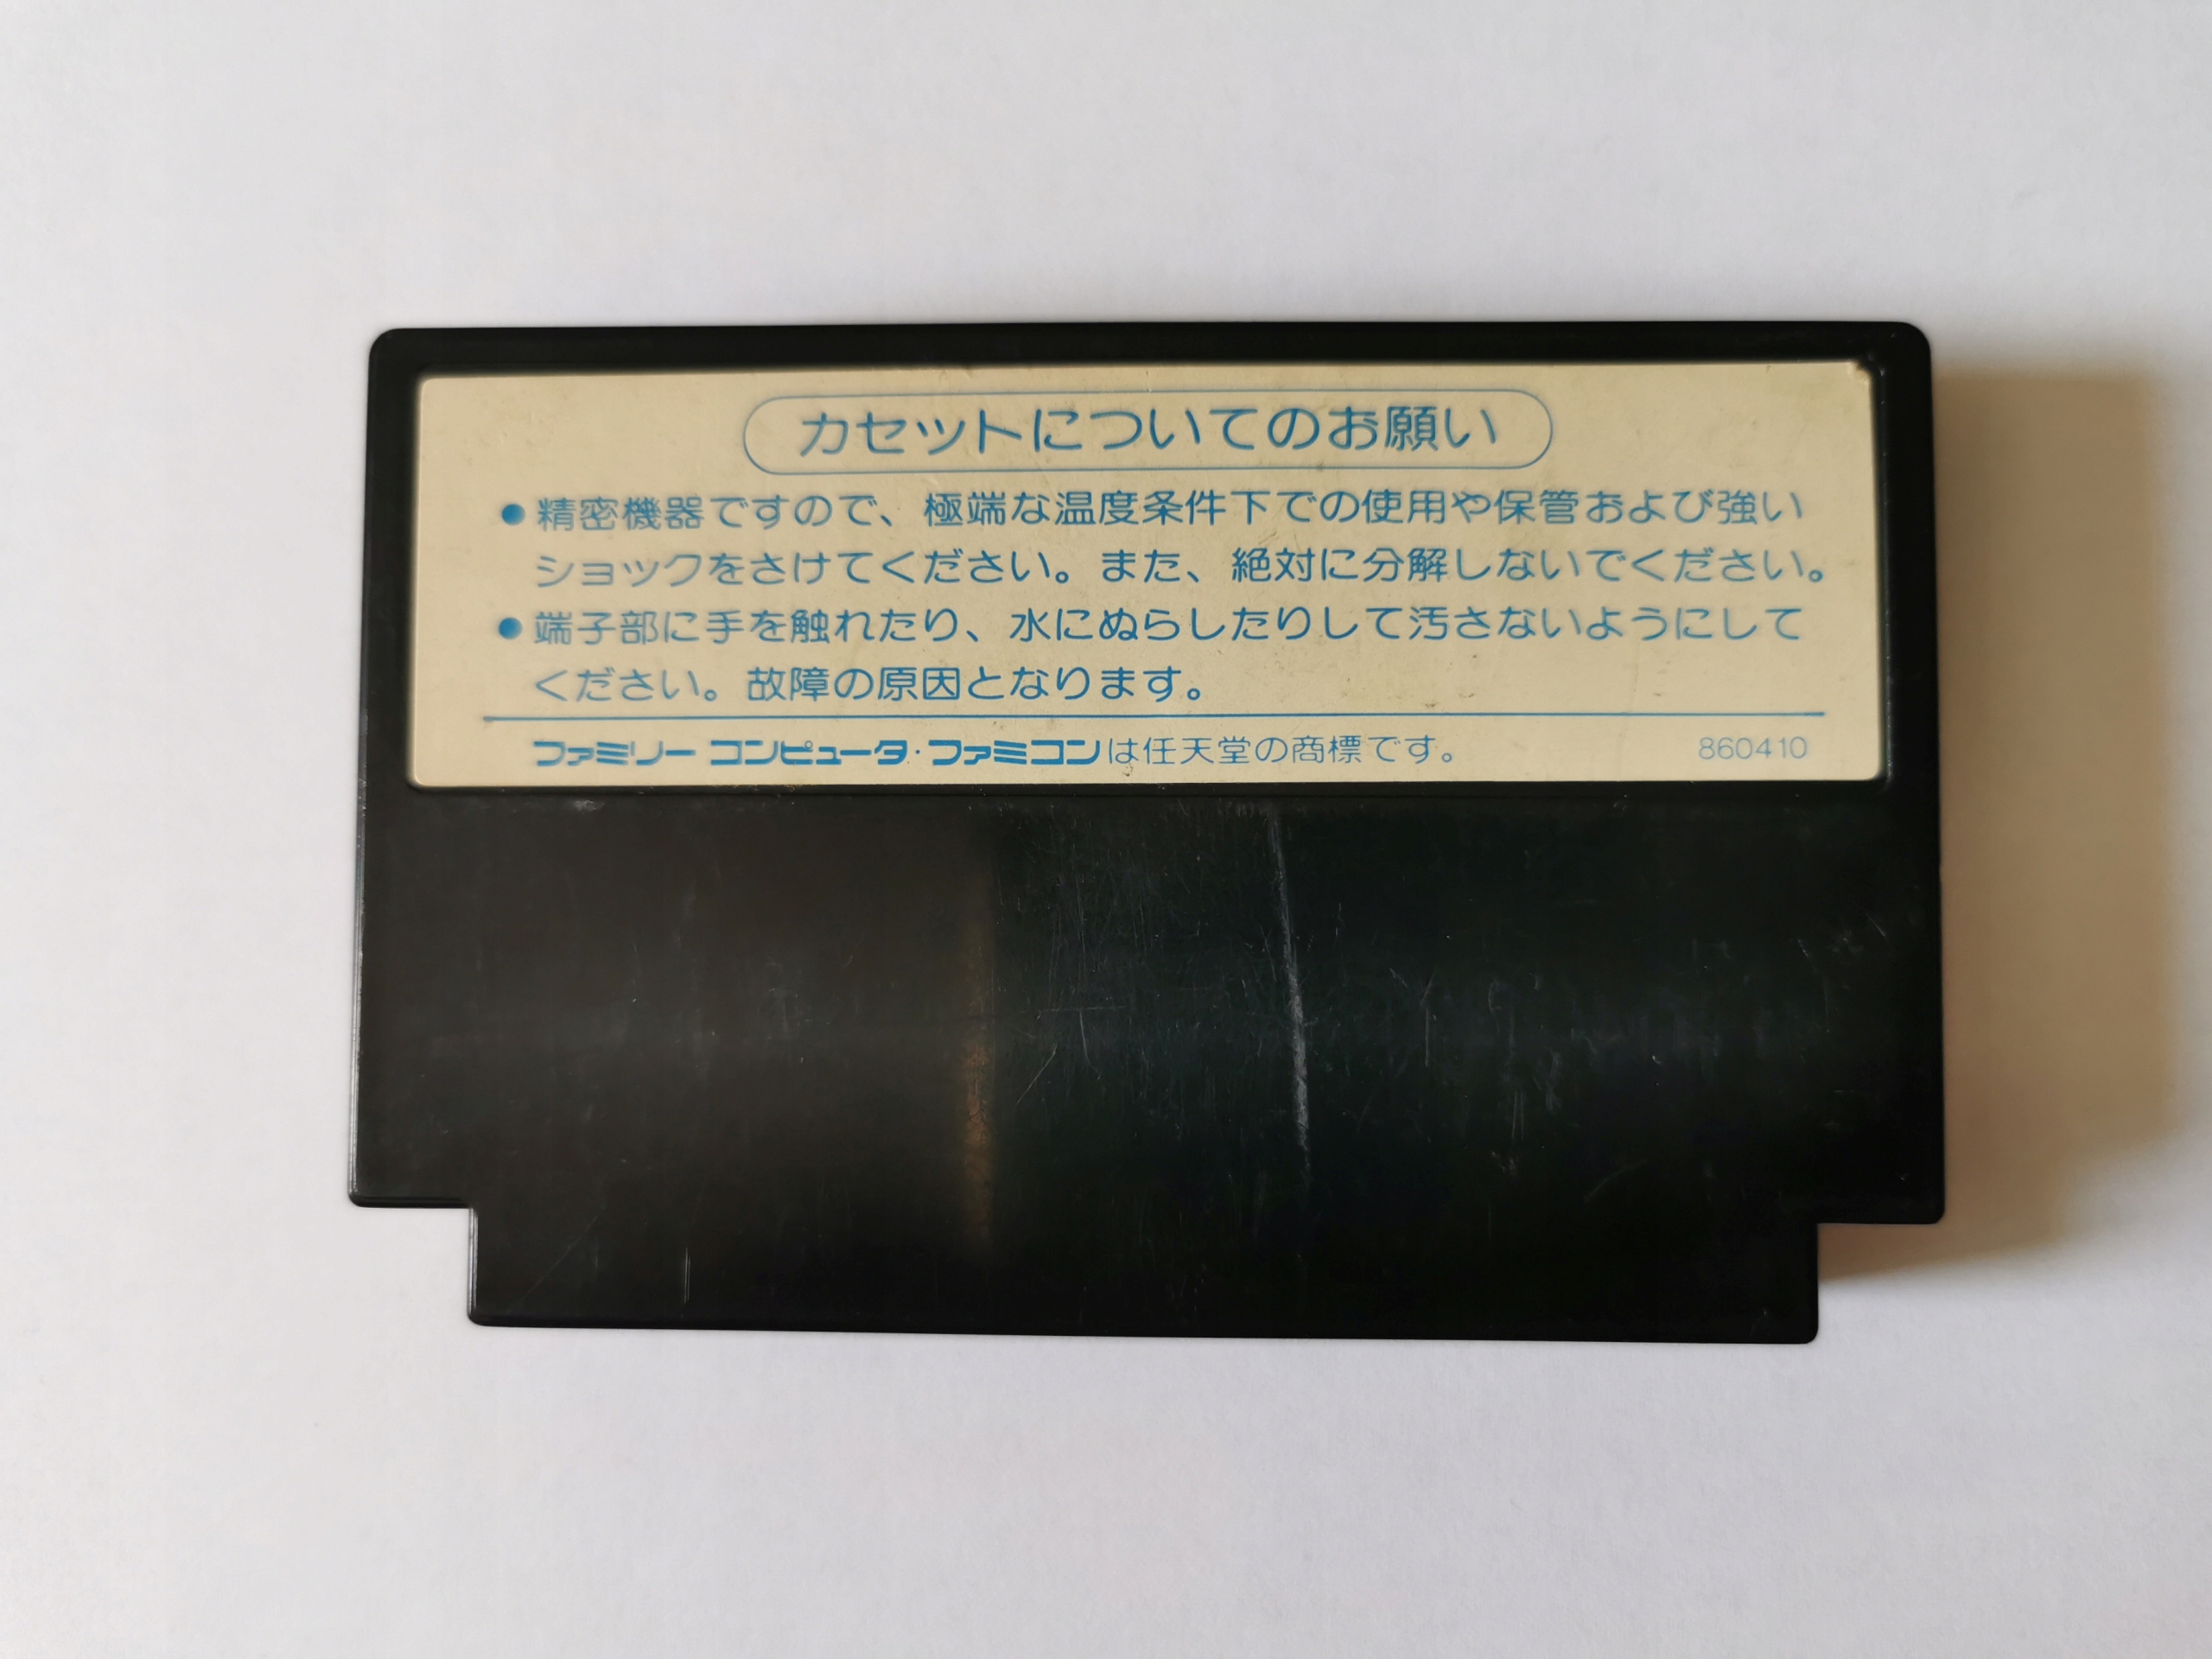 カセットについてのお願い
●精密機器ですので、極端な温度条件下での使用や保管および強い
ショックをさけてください。また、絶対に分解しないでください。
●端子部に手を触れたり、水にぬらしたりして汚さないようにして
ください。故障の原因となります。
ファミリー コンピュータ・ファミコンは任天堂の商標です。 860410